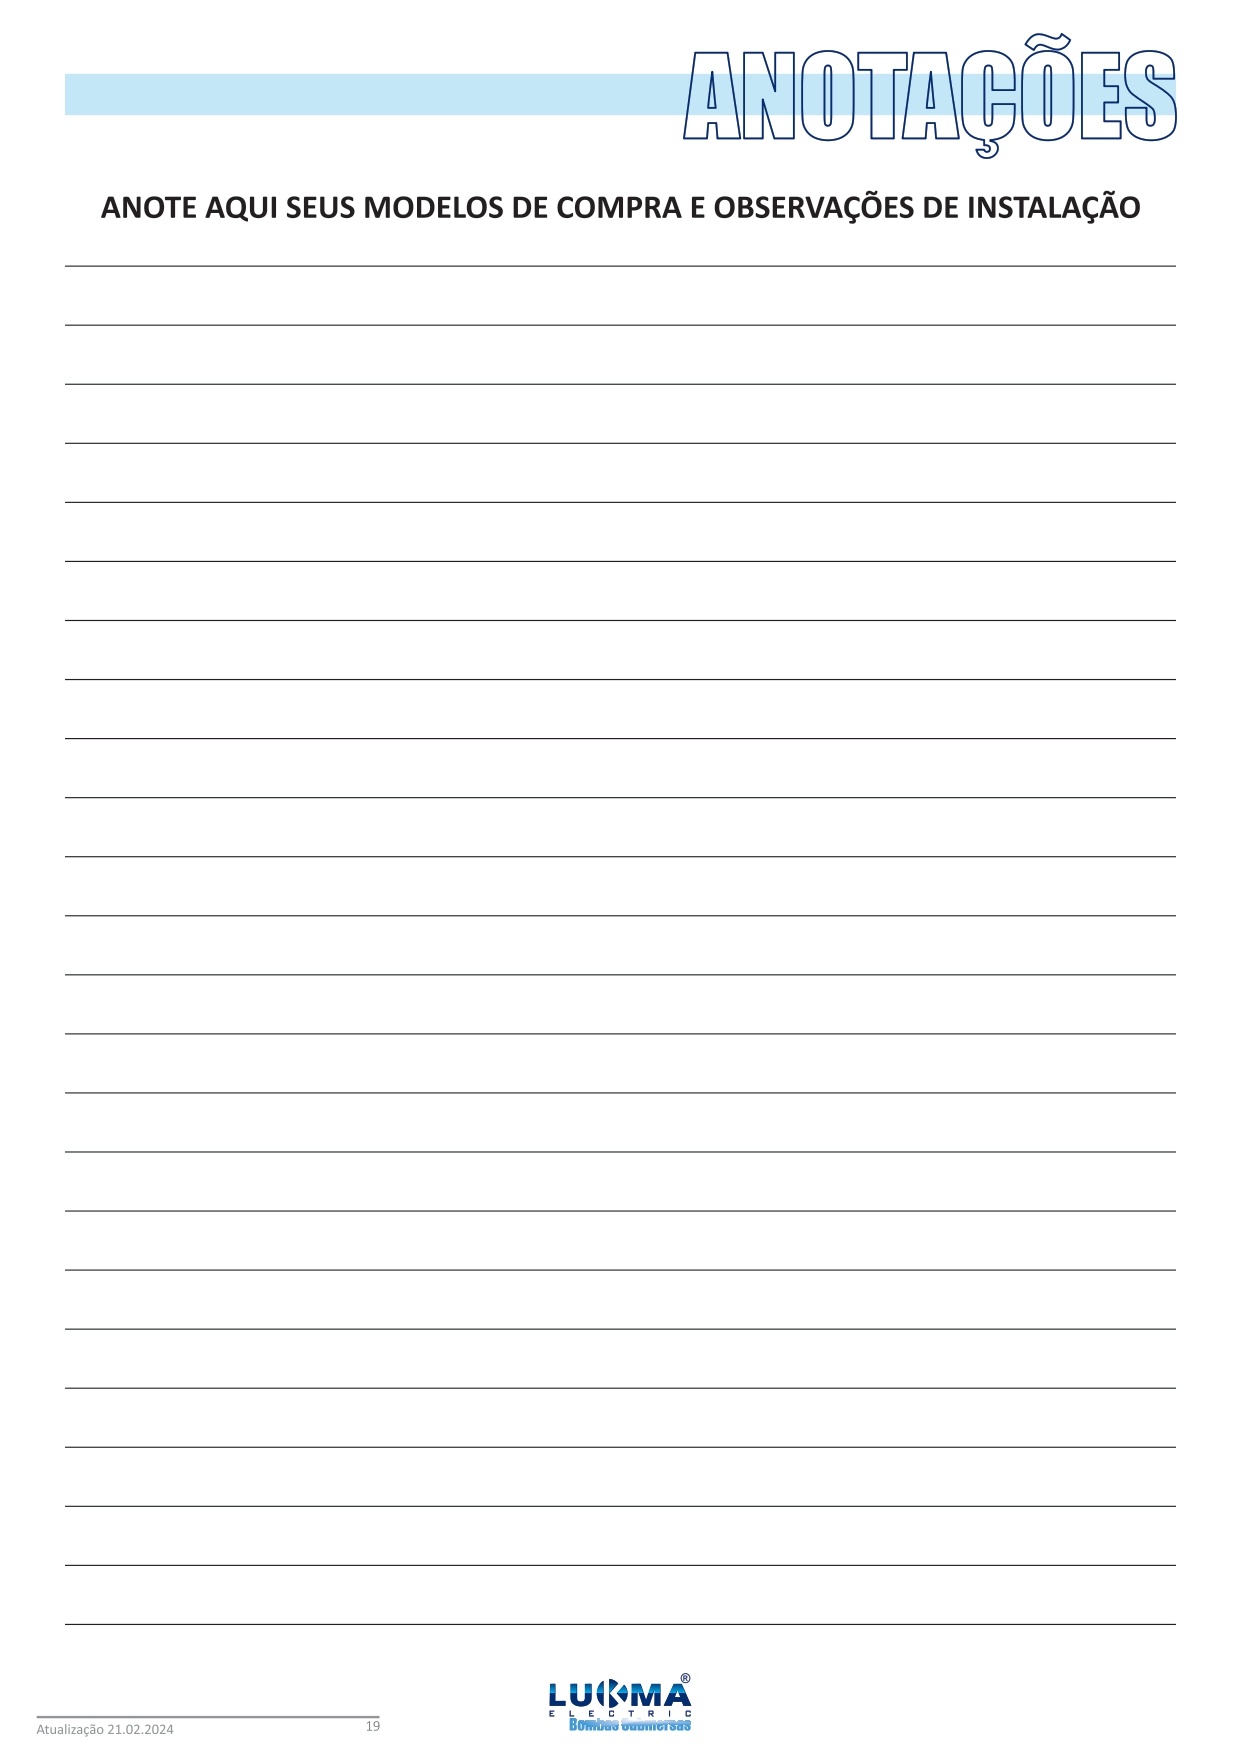 ANOTAÇÕES
ANOTE AQUI SEUS MODELOS DE COMPRA E OBSERVAÇÕES DE INSTALAÇÃO
LUKMA®
ELECTRIC
Bombas Submersas
Atualização 21.02.2024
19